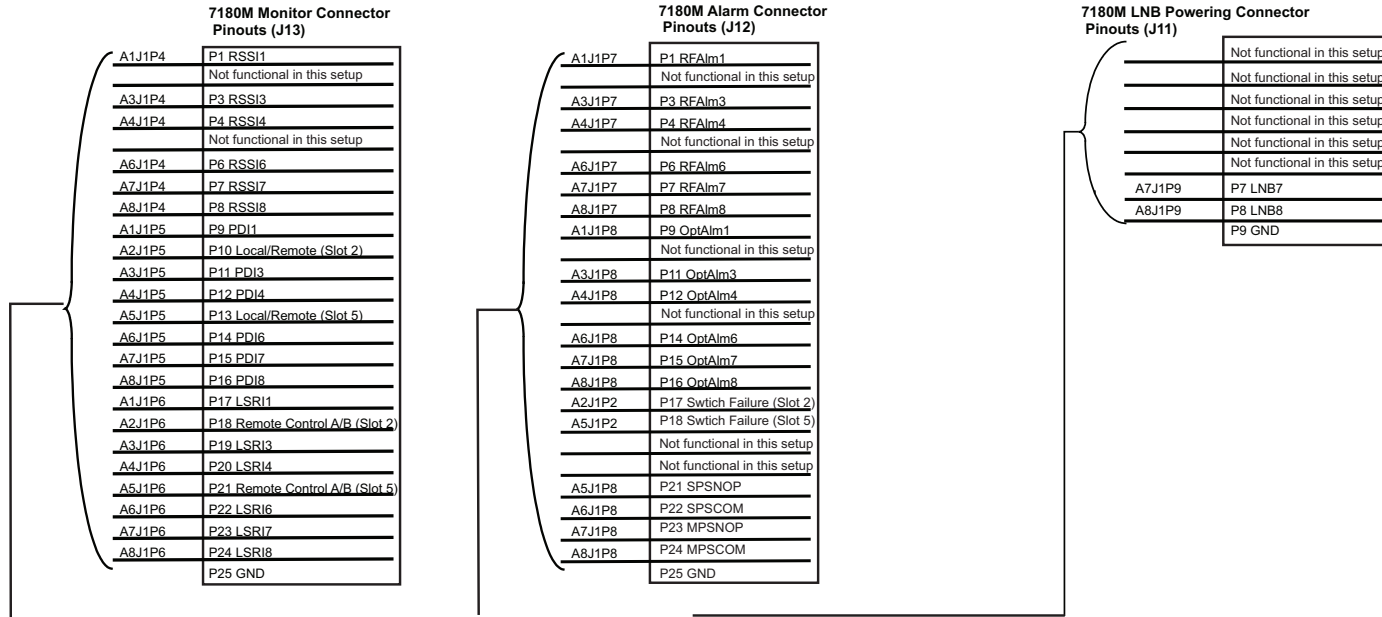 7180M Monitor Connector
Pinouts (J13)
A1J1P4 P1 RSSI1
Not functional in this setup
A3J1P4 P3 RSSI3
A4J1P4 P4 RSSI4
Not functional in this setup
A6J1P4 P6 RSSI6
A7J1P4 P7 RSSI7
A8J1P4 P8 RSSI8
A1J1P5 P9 PDI1
A2J1P5 P10 Local/Remote (Slot 2)
A3J1P5 P11 PDI3
A4J1P5 P12 PDI4
A5J1P5 P13 Local/Remote (Slot 5)
A6J1P5 P14 PDI6
A7J1P5 P15 PDI7
A8J1P5 P16 PDI8
A1J1P6 P17 LSRI1
A2J1P6 P18 Remote Control A/B (Slot 2)
A3J1P6 P19 LSRI3
A4J1P6 P20 LSRI4
A5J1P6 P21 Remote Control A/B (Slot 5)
A6J1P6 P22 LSRI6
A7J1P6 P23 LSRI7
A8J1P6 P24 LSRI8
P25 GND
7180M Alarm Connector
Pinouts (J12)
A1J1P7 P1 RFAlm1
Not functional in this setup
A3J1P7 P3 RFAlm3
A4J1P7 P4 RFAlm4
Not functional in this setup
A6J1P7 P6 RFAlm6
A7J1P7 P7 RFAlm7
A8J1P7 P8 RFAlm8
A1J1P8 P9 OptAlm1
Not functional in this setup
A3J1P8 P11 OptAlm3
A4J1P8 P12 OptAlm4
Not functional in this setup
A6J1P8 P14 OptAlm6
A7J1P8 P15 OptAlm7
A8J1P8 P16 OptAlm8
A2J1P2 P17 Swtich Failure (Slot 2)
A5J1P2 P18 Swtich Failure (Slot 5)
Not functional in this setup
Not functional in this setup
A5J1P8 P21 SPSNOP
A6J1P8 P22 SPSCOM
A7J1P8 P23 MPSNOP
A8J1P8 P24 MPSCOM
P25 GND
7180M LNB Powering Connector
Pinouts (J11)
Not functional in this setup
Not functional in this setup
Not functional in this setup
Not functional in this setup
Not functional in this setup
Not functional in this setup
A7J1P9 P7 LNB7
A8J1P9 P8 LNB8
P9 GND